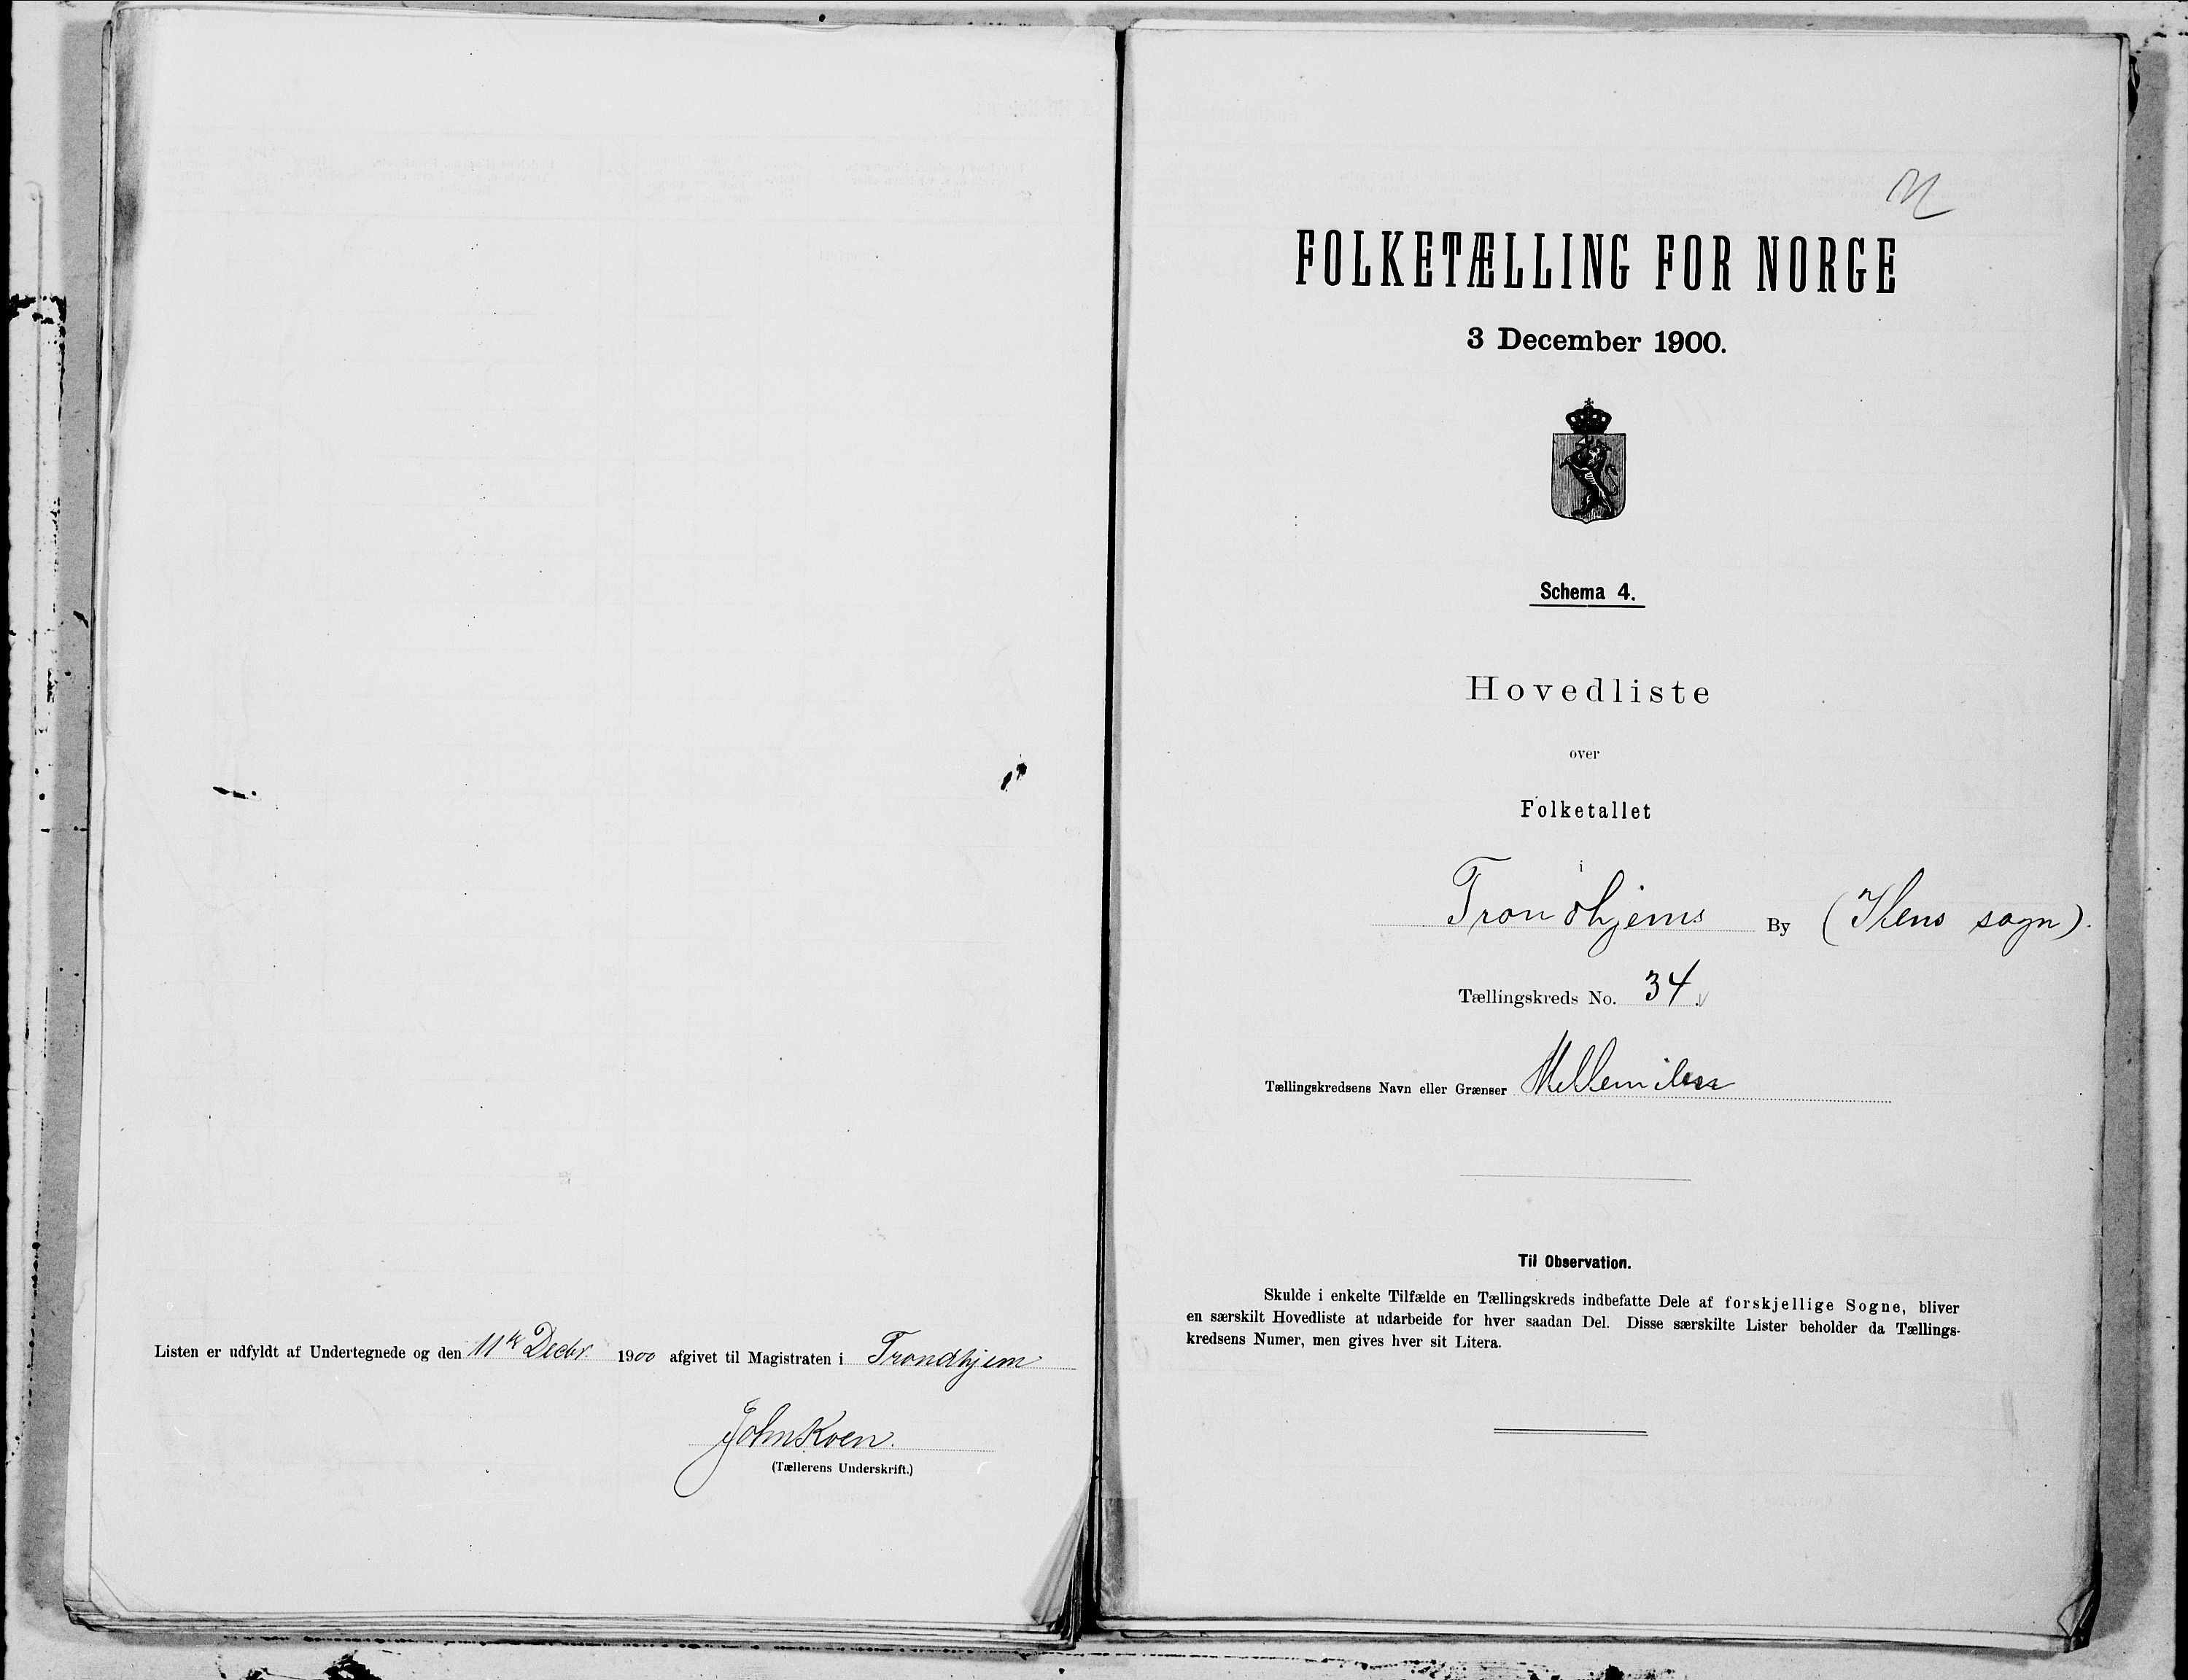 Listen er udfyldt af Undertegnede og den 11te Decbr. 1900 afgivet til Magistraten i Trondhjem
John Koen.
(Tællerens Underskrift.)
FOLKETÆLLING FOR NORGE
3 December 1900.
Schema 4.
Hovedliste
over
Folketallet
i
Trondhjems By (Ilens sogn).
Tællingskreds No. 34.
Tællingskredsens Navn eller Grænser Mellemilen
Til Observation.
Skulde i enkelte Tilfælde en Tællingskreds indbefatte Dele af forskjellige Sogne, bliver
en særskilt Hovedliste at udarbeide for hver saadan Del. Disse særskilte Lister beholder da Tællings-
kredsens Numer, men gives hver sit Litera.